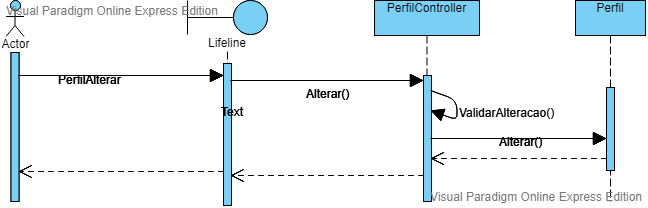 Visual Paradigm Online Express Edition
PerfilController
Perfil
Actor
Lifeline
PerfilAlterar
Alterar()
Text
ValidarAlteracao()
Alterar()
Visual Paradigm Online Express Edition